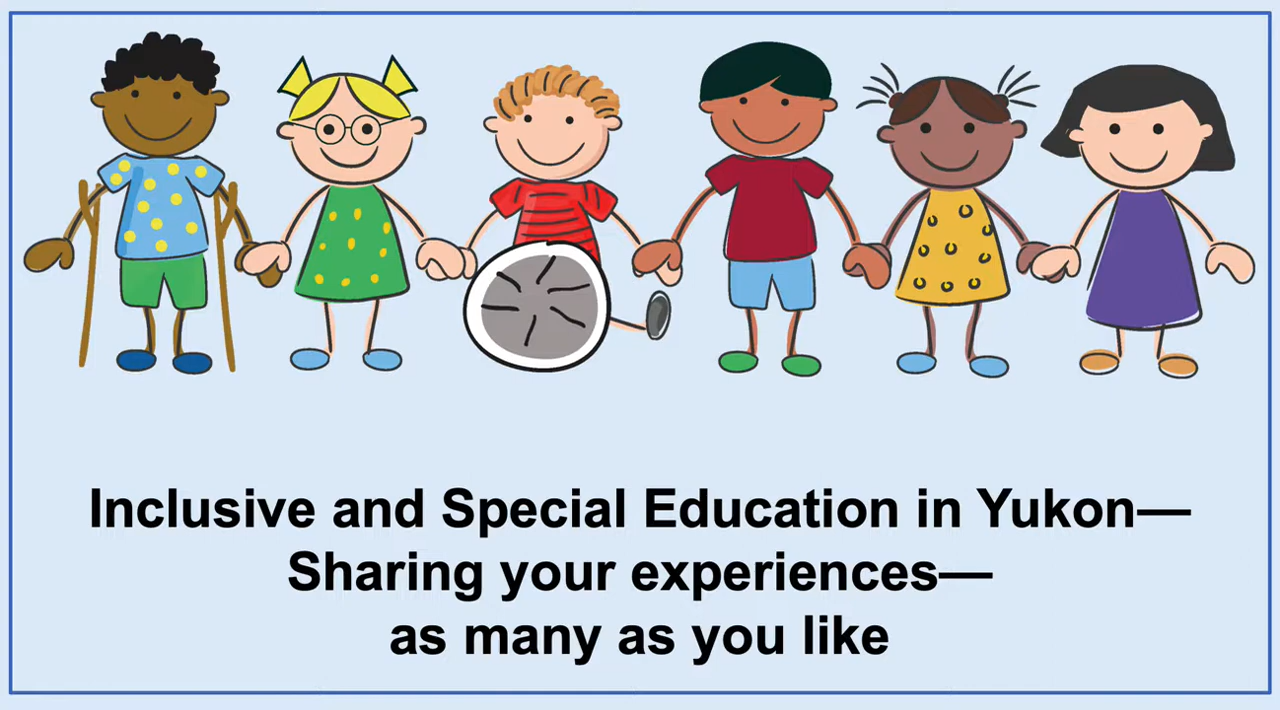 Inclusive and Special Education in Yukon—
Sharing your experiences—
as many as you like